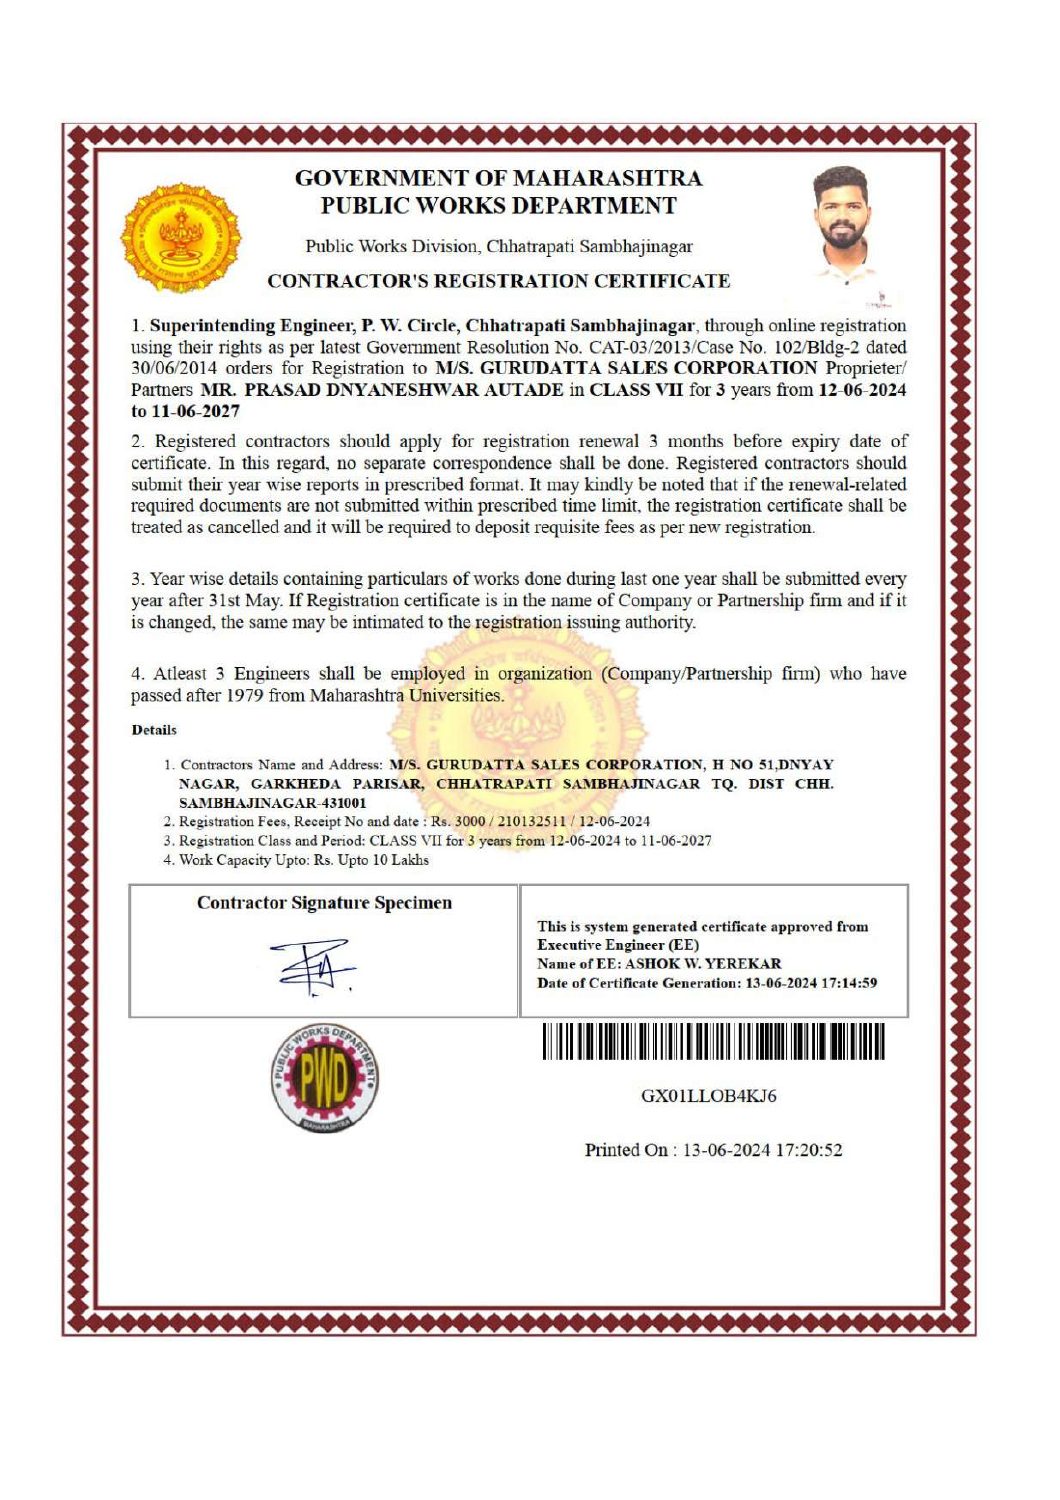 GOVERNMENT OF MAHARASHTRA
PUBLIC WORKS DEPARTMENT
Public Works Division, Chhatrapati Sambhajinagar
CONTRACTOR'S REGISTRATION CERTIFICATE
1. Superintending Engineer, P. W. Circle, Chhatrapati Sambhajinagar, through online registration
using their rights as per latest Government Resolution No. CAT-03/2013/Case No. 102/Bldg-2 dated
30/06/2014 orders for Registration to M/S. GURUDATTA SALES CORPORATION Proprieter/
Partners MR. PRASAD DNYANESHWAR AUTADE in CLASS VII for 3 years from 12-06-2024
to 11-06-2027
2. Registered contractors should apply for registration renewal 3 months before expiry date of
certificate. In this regard, no separate correspondence shall be done. Registered contractors should
submit their year wise reports in prescribed format. It may kindly be noted that if the renewal-related
required documents are not submitted within prescribed time limit, the registration certificate shall be
treated as cancelled and it will be required to deposit requisite fees as per new registration.
3. Year wise details containing particulars of works done during last one year shall be submitted every
year after 31st May. If Registration certificate is in the name of Company or Partnership firm and if it
is changed, the same may be intimated to the registration issuing authority.
4. Atleast 3 Engineers shall be employed in organization (Company/Partnership firm) who have
passed after 1979 from Maharashtra Universities.
Details
1. Contractors Name and Address: M/S. GURUDATTA SALES CORPORATION, H NO 51,DNYAY
NAGAR, GARKHEDA PARISAR, CHHATRAPATI SAMBHAJINAGAR TQ. DIST CHH.
SAMBHAJINAGAR-431001
2. Registration Fees, Receipt No and date : Rs. 3000 / 210132511 / 12-06-2024
3. Registration Class and Period: CLASS VII for 3 years from 12-06-2024 to 11-06-2027
4. Work Capacity Upto: Rs. Upto 10 Lakhs
Contractor Signature Specimen
This is system generated certificate approved from
Executive Engineer (EE)
Name of EE: ASHOK W. YEREKAR
Date of Certificate Generation: 13-06-2024 17:14:59
PUBLIC WORKS DEPARTMENT
PWD
MAHARASHTRA
GX01LLOB4KJ6
Printed On : 13-06-2024 17:20:52